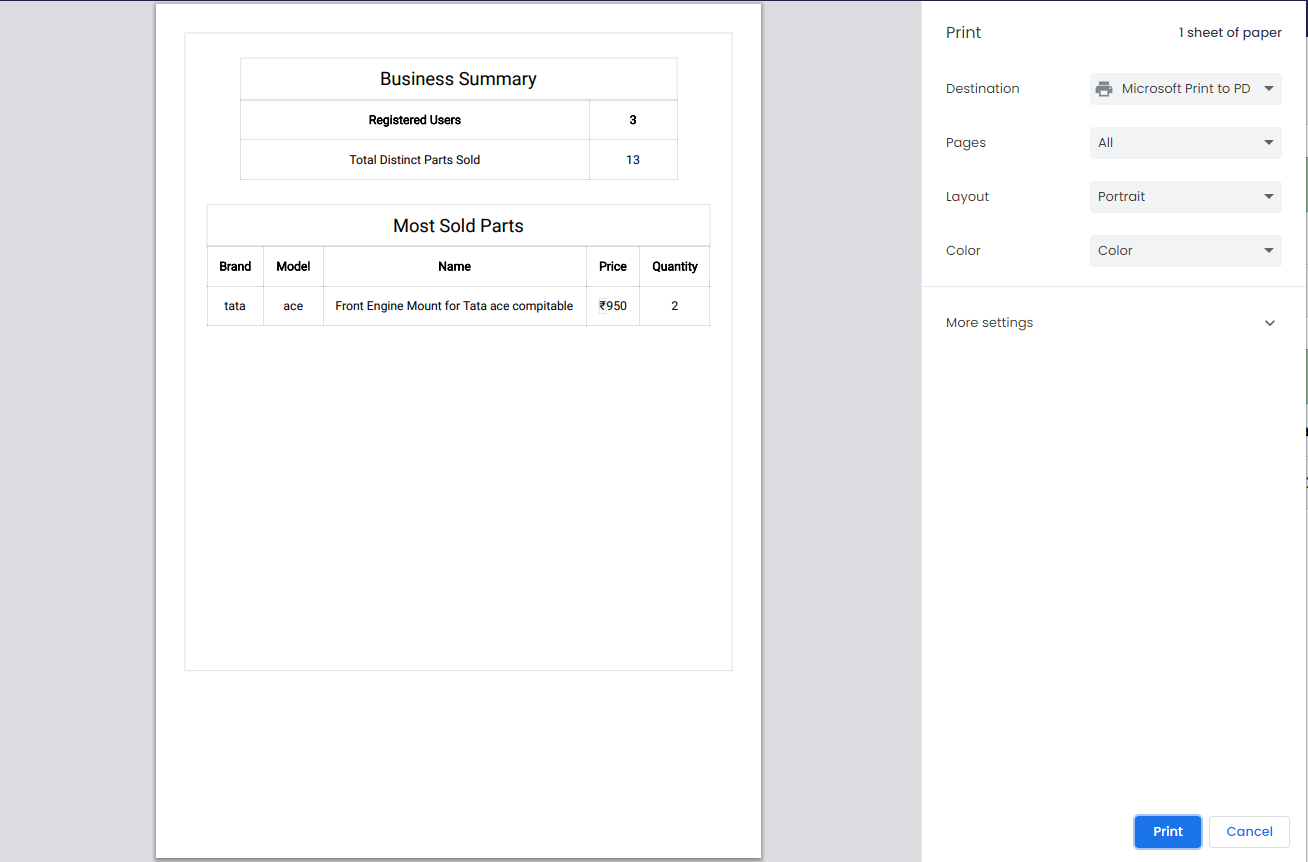 Business Summary
Registered Users 3
Total Distinct Parts Sold 13
Most Sold Parts
Brand Model Name Price Quantity
tata ace Front Engine Mount for Tata ace compitable ₹950 2
Print 1 sheet of paper
Destination Microsoft Print to PD
Pages All
Layout Portrait
Color Color
More settings
Print Cancel